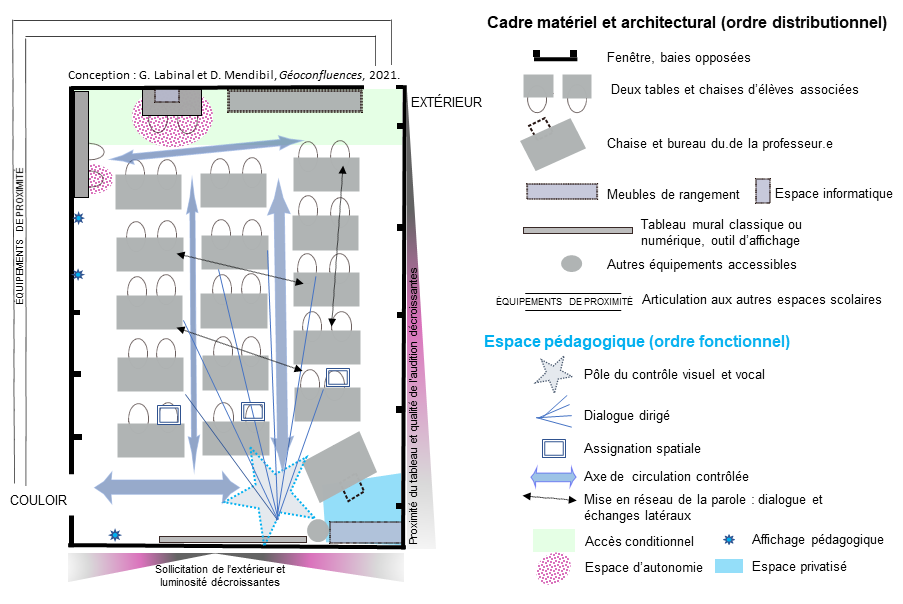 Conception : G. Labinal et D. Mendibil, Géoconfluences, 2021.
EXTÉRIEUR
ÉQUIPEMENTS DE PROXIMITÉ
COULOIR
Proximité du tableau et qualité de l'audition décroissantes
Sollicitation de l'extérieur et
luminosité décroissantes
Cadre matériel et architectural (ordre distributionnel)
Fenêtre, baies opposées
Deux tables et chaises d'élèves associées
Chaise et bureau du.de la professeur.e
Meubles de rangement
Espace informatique
Tableau mural classique ou
numérique, outil d'affichage
Autres équipements accessibles
ÉQUIPEMENTS DE PROXIMITÉ
Articulation aux autres espaces scolaires
Espace pédagogique (ordre fonctionnel)
Pôle du contrôle visuel et vocal
Dialogue dirigé
Assignation spatiale
Axe de circulation contrôlée
Mise en réseau de la parole : dialogue et
échanges latéraux
Accès conditionnel
Affichage pédagogique
Espace d'autonomie
Espace privatisé